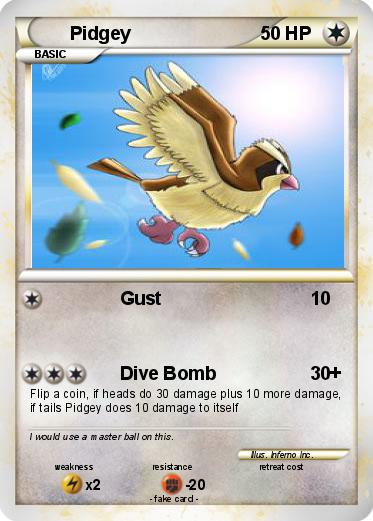 Pidgey 50 HP
BASIC
Gust 10
Dive Bomb 30+
Flip a coin, if heads do 30 damage plus 10 more damage,
if tails Pidgey does 10 damage to itself
I would use a master ball on this.
Illus. Inferno Inc.
weakness resistance retreat cost
x2 -20
- fake card -